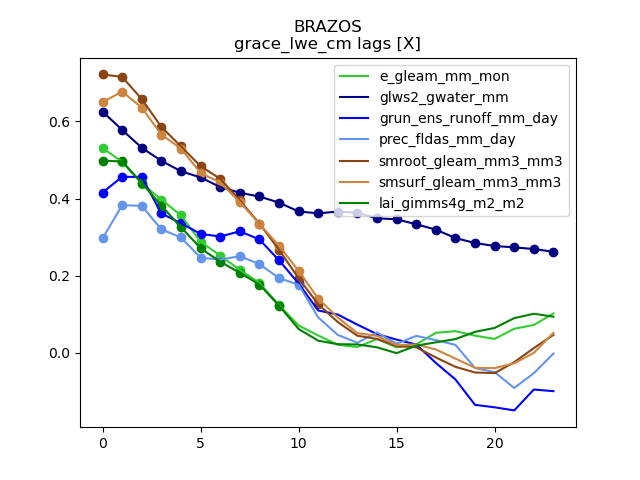 BRAZOS
grace_lwe_cm lags [X]
e_gleam_mm_mon
glws2_gwater_mm
grun_ens_runoff_mm_day
prec_fldas_mm_day
smroot_gleam_mm3_mm3
smsurf_gleam_mm3_mm3
lai_gimms4g_m2_m2
0.6
0.4
0.2
0.0
0 5 10 15 20